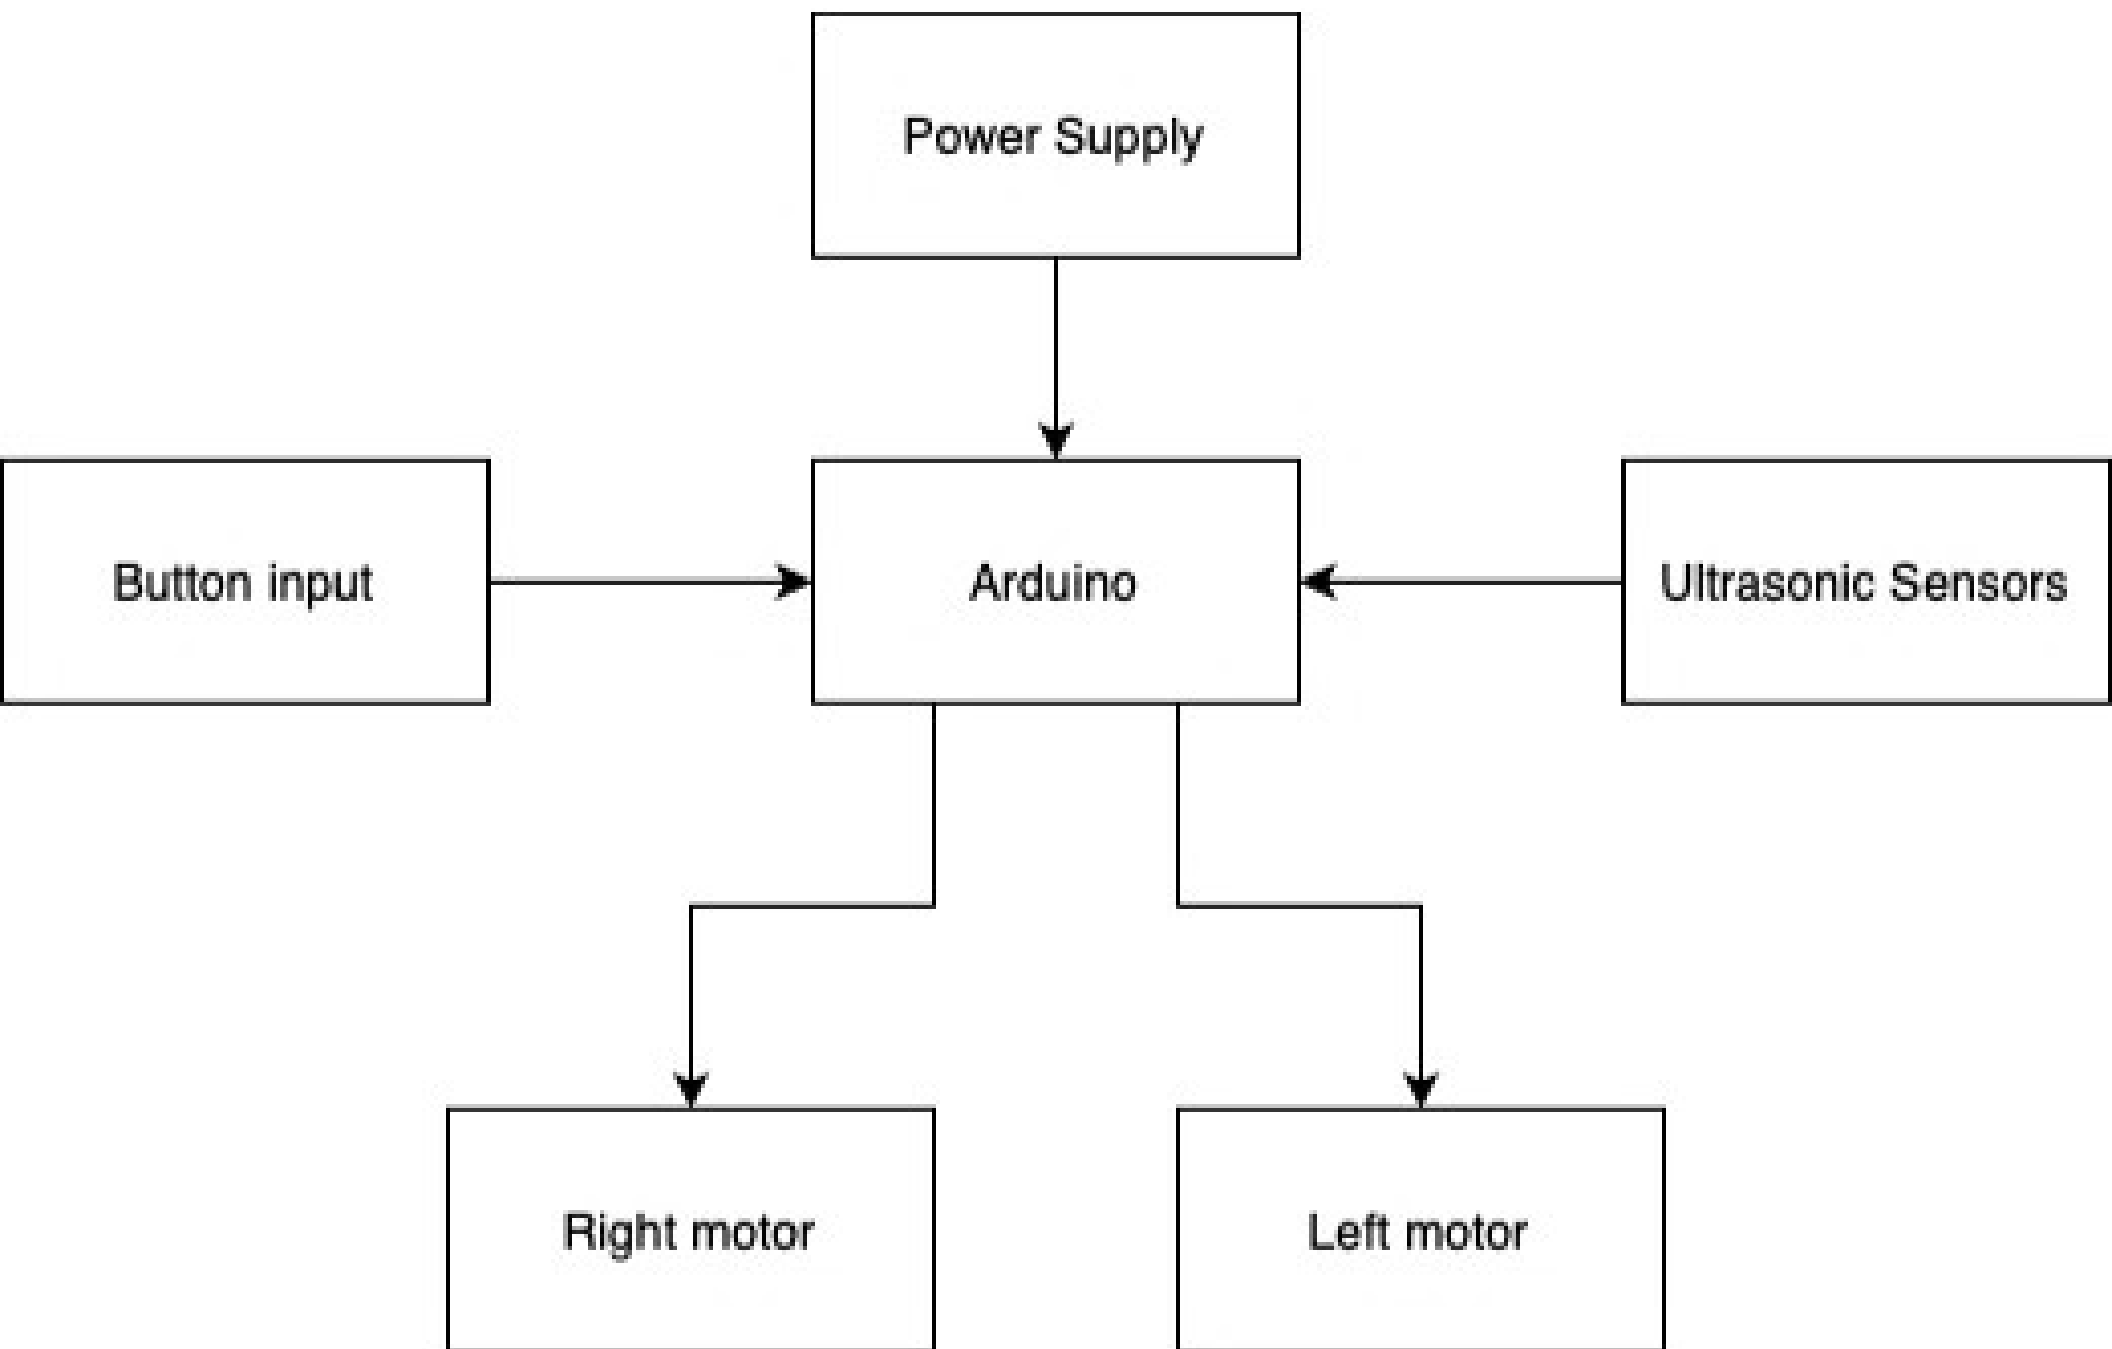 Power Supply
Button input
Arduino
Ultrasonic Sensors
Right motor
Left motor